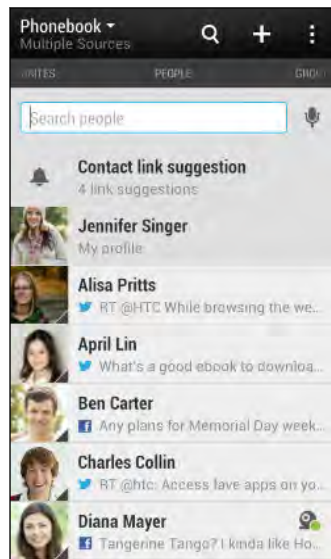 Phonebook
Multiple Sources
PEOPLE
Search people
Contact link suggestion
4 link suggestions
Jennifer Singer
My profile
Alisa Pritts
RT @HTC While browsing the we...
April Lin
What's a good ebook to downloa...
Ben Carter
Any plans for Memorial Day week...
Charles Collin
RT @htc: Access fave apps on yo...
Diana Mayer
Tangerine Tango? I kinda like Ho...